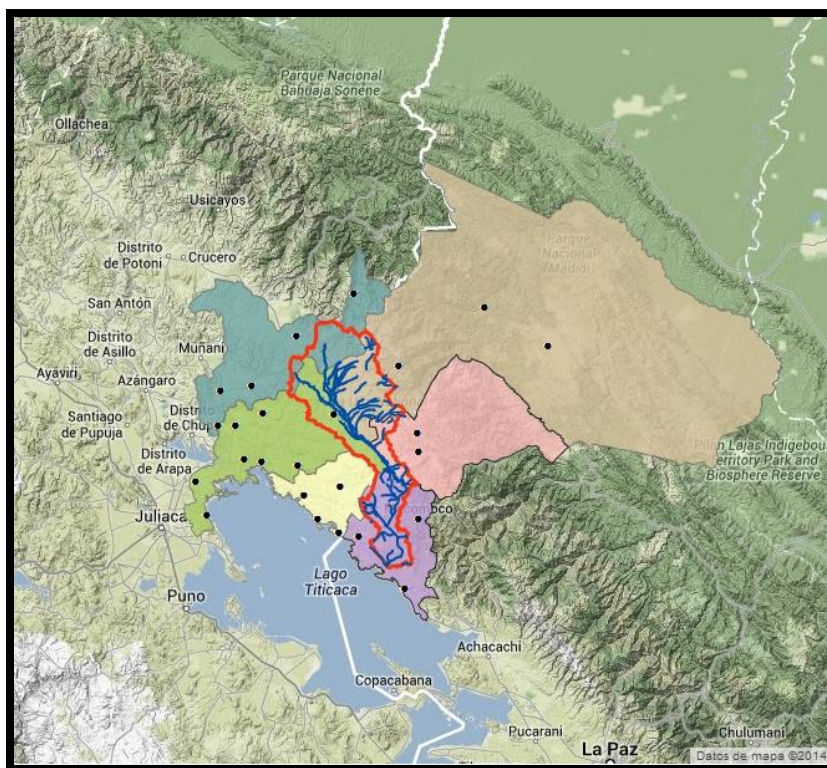 Parque Nacional
Bahuaja Sonene
Ollachea
Usicayos
Distrito
de Potoni
Crucero
Parque
Nacional
Madidi
San Antón
Distrito
de Asillo
Muñani
Ayaviri
Azángaro
Santiago
de Pupuja
Distrito
de Chup
Distrito
de Arapa
Pilon Lajas Indigenous
Territory Park and
Biosphere Reserve
Juliaca
Lago
Titicaca
Puno
Achacachi
Copacabana
Pucarani
La Paz
Chulumani
Datos de mapa ©2014